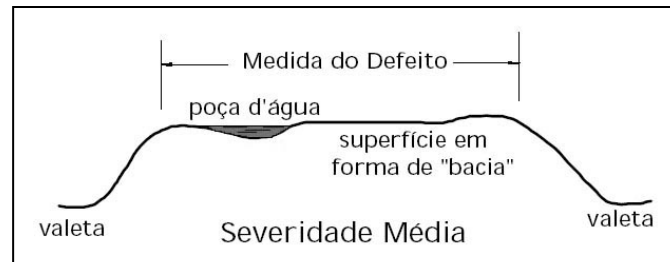 Medida do Defeito
poça d'água
superfície em
forma de "bacia"
valeta
valeta
Severidade Média